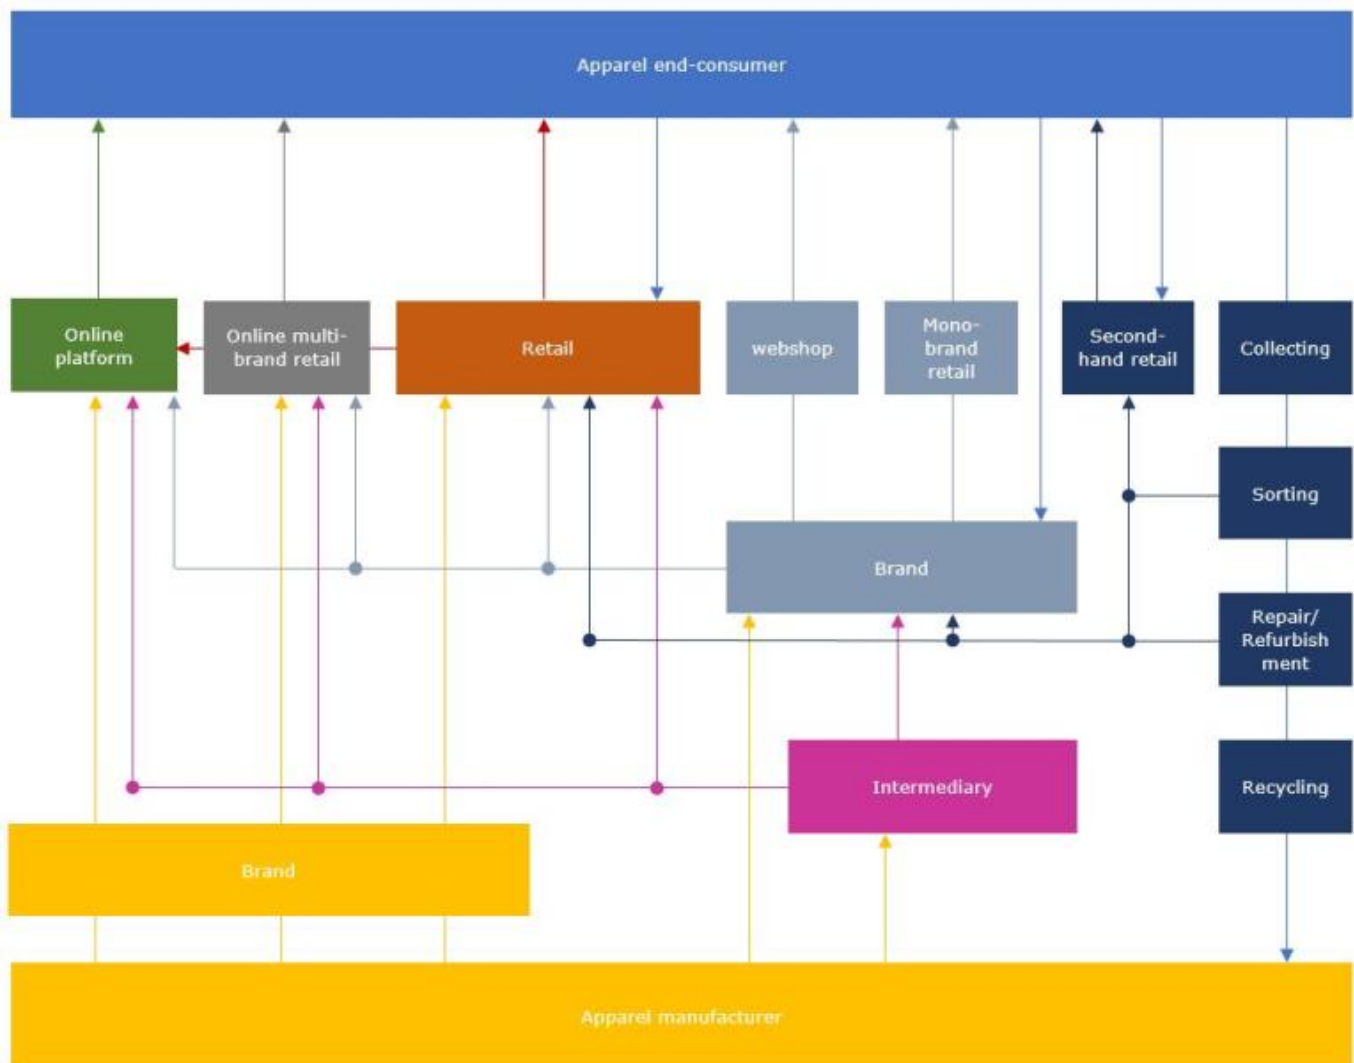 Apparel end-consumer
Online
platform
Online multi-
brand retail
Retail
webshop
Mono-
brand
retail
Second-
hand retail
Collecting
Sorting
Brand
Repair/
Refurbish
ment
Intermediary
Recycling
Brand
Apparel manufacturer